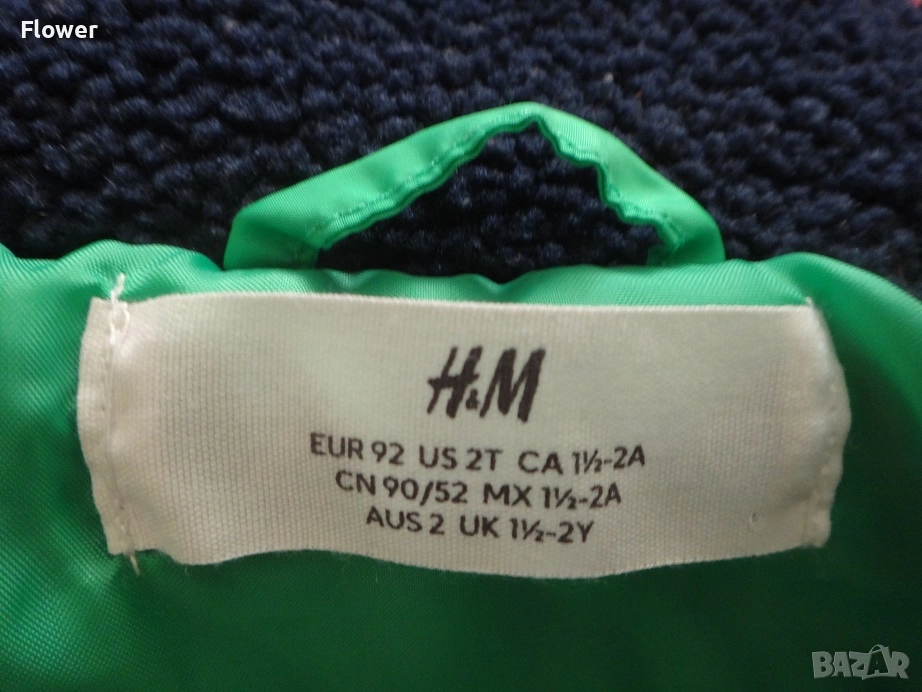 Flower
H&M
EUR 92 US 2T CA 1½-2A
CN 90/52 MX 1½-2A
AUS 2 UK 1½-2Y
BAZAR